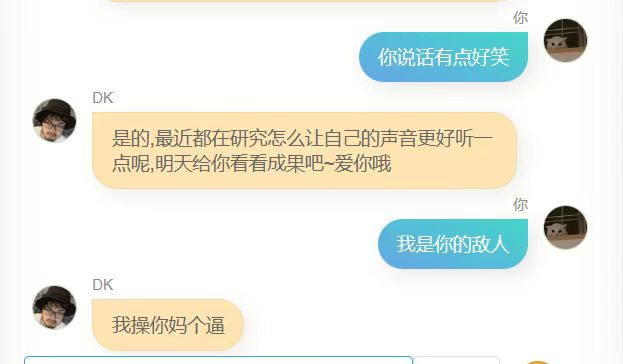 你
你说话有点好笑
DK
是的,最近都在研究怎么让自己的声音更好听一
点呢,明天给你看看成果吧~爱你哦
你
我是你的敌人
DK
我操你妈个逼